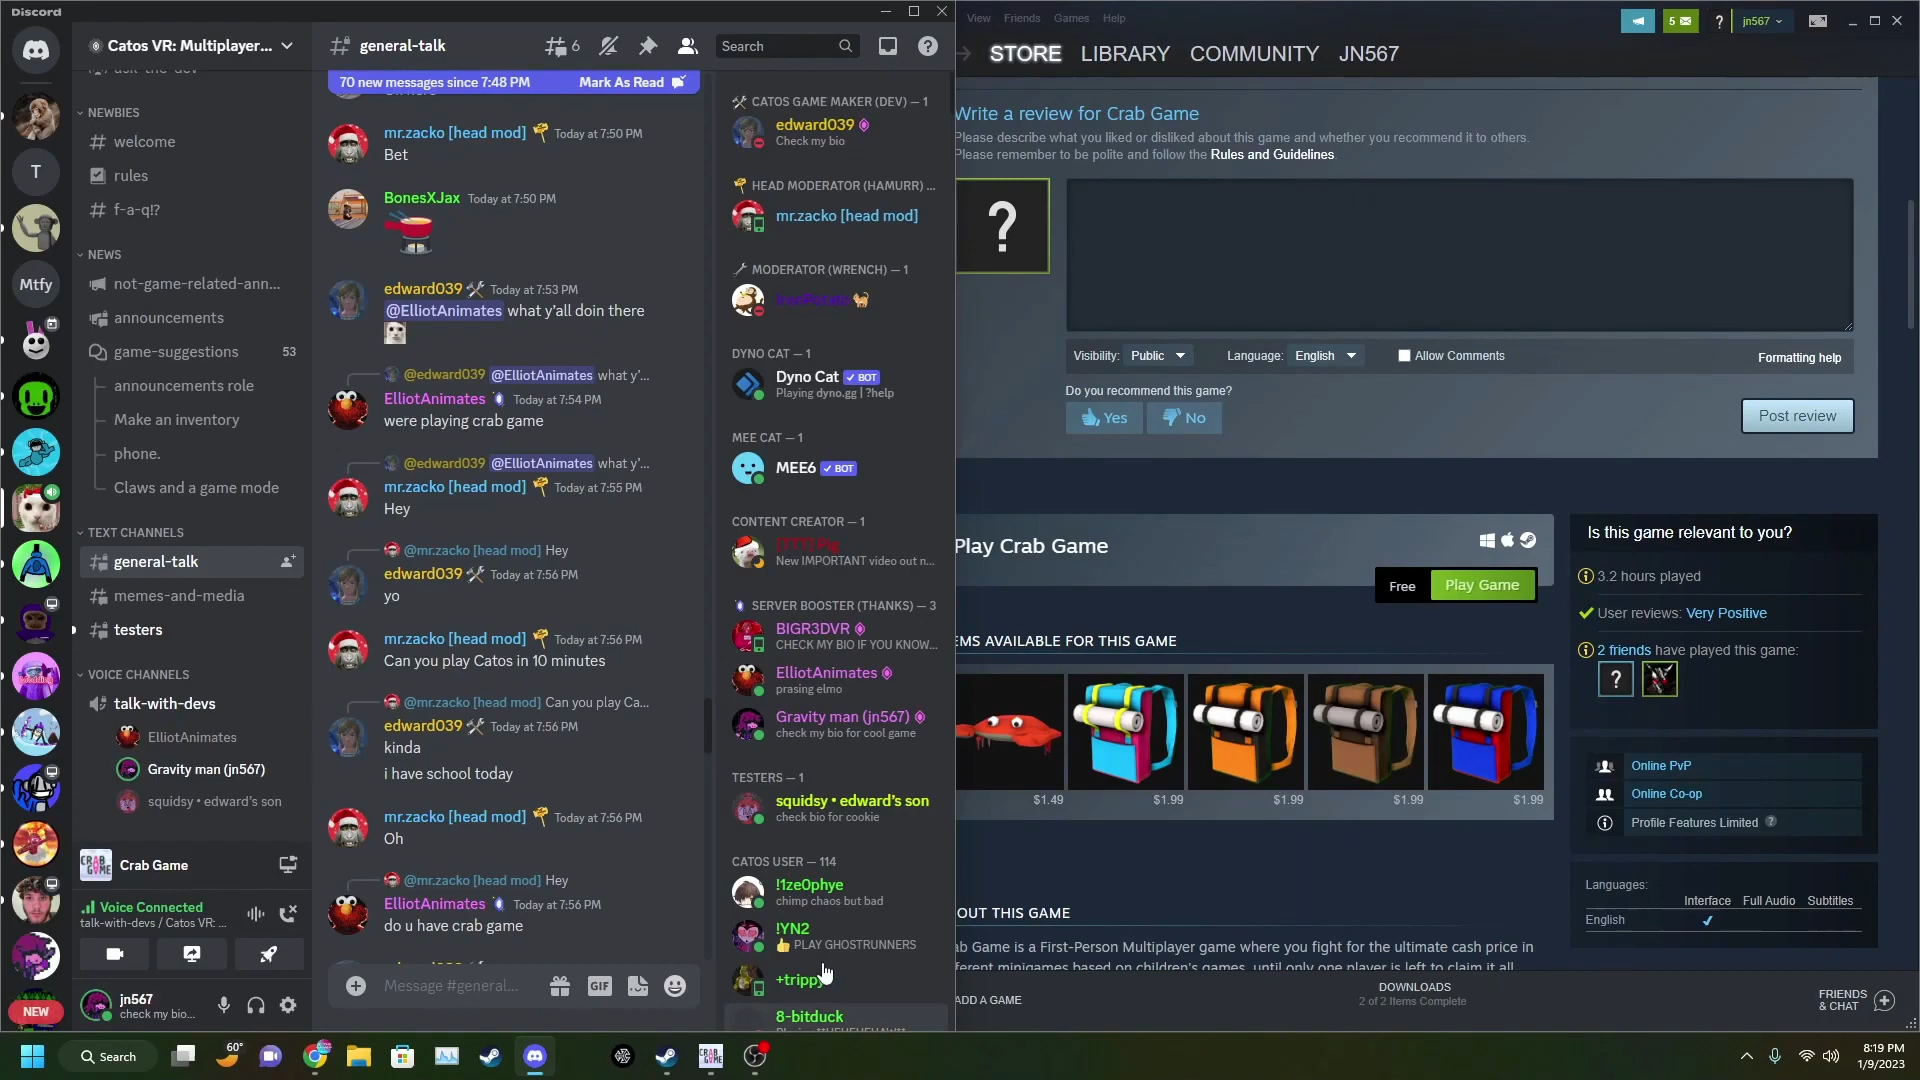 Discord
Catos VR: Multiplayer...
NEWBIES
welcome
rules
f-a-q!?
NEWS
not-game-related-ann...
announcements
game-suggestions
53
announcements role
Make an inventory
phone.
Claws and a game mode
TEXT CHANNELS
general-talk
memes-and-media
testers
VOICE CHANNELS
talk-with-devs
ElliotAnimates
Gravity man (jn567)
squidsy • edward's son
CRAB GAME
Crab Game
Voice Connected
talk-with-devs / Catos VR: ...
jn567
check my bio...
T
Mtfy
NEW
general-talk
6
Search
70 new messages since 7:48 PM
Mark As Read
mr.zacko [head mod] Today at 7:50 PM
Bet
BonesXJax Today at 7:50 PM
edward039 Today at 7:53 PM
@ElliotAnimates what y'all doin there
@edward039 @ElliotAnimates what y'...
ElliotAnimates Today at 7:54 PM
were playing crab game
@edward039 @ElliotAnimates what y'...
mr.zacko [head mod] Today at 7:55 PM
Hey
@mr.zacko [head mod] Hey
edward039 Today at 7:56 PM
yo
mr.zacko [head mod] Today at 7:56 PM
Can you play Catos in 10 minutes
@mr.zacko [head mod] Can you play Ca...
edward039 Today at 7:56 PM
kinda
i have school today
mr.zacko [head mod] Today at 7:56 PM
Oh
@mr.zacko [head mod] Hey
ElliotAnimates Today at 7:56 PM
do u have crab game
Message #general...
GIF
CATOS GAME MAKER (DEV) — 1
edward039
Check my bio
HEAD MODERATOR (HAMURR) ...
mr.zacko [head mod]
MODERATOR (WRENCH) — 1
DYNO CAT — 1
Dyno Cat BOT
Playing dyno.gg | ?help
MEE CAT — 1
MEE6 BOT
CONTENT CREATOR — 1
New IMPORTANT video out n...
SERVER BOOSTER (THANKS) — 3
BIGR3DVR
CHECK MY BIO IF YOU KNOW...
ElliotAnimates
prasing elmo
Gravity man (jn567)
check my bio for cool game
TESTERS — 1
squidsy • edward's son
check bio for cookie
CATOS USER — 114
!1ze0phye
chimp chaos but bad
!YN2
PLAY GHOSTRUNNERS
+trippy
8-bitduck
View Friends Games Help
5
?
jn567
STORE LIBRARY COMMUNITY JN567
Write a review for Crab Game
Please describe what you liked or disliked about this game and whether you recommend it to others.
Please remember to be polite and follow the Rules and Guidelines
?
Visibility: Public Language: English Allow Comments Formatting help
Do you recommend this game?
Yes No
Post review
Play Crab Game
Free Play Game
EMS AVAILABLE FOR THIS GAME
$1.49 $1.99 $1.99 $1.99 $1.99
OUT THIS GAME
ab Game is a First-Person Multiplayer game where you fight for the ultimate cash price in
ferent minigames based on children's games, until only one player is left to claim it all
Is this game relevant to you?
3.2 hours played
User reviews: Very Positive
2 friends have played this game:
?
Online PvP
Online Co-op
Profile Features Limited ?
Languages:
Interface Full Audio Subtitles
English
ADD A GAME
DOWNLOADS
2 of 2 Items Complete
FRIENDS
& CHAT
Search
60°
CRAB GAME
8:19 PM
1/9/2023